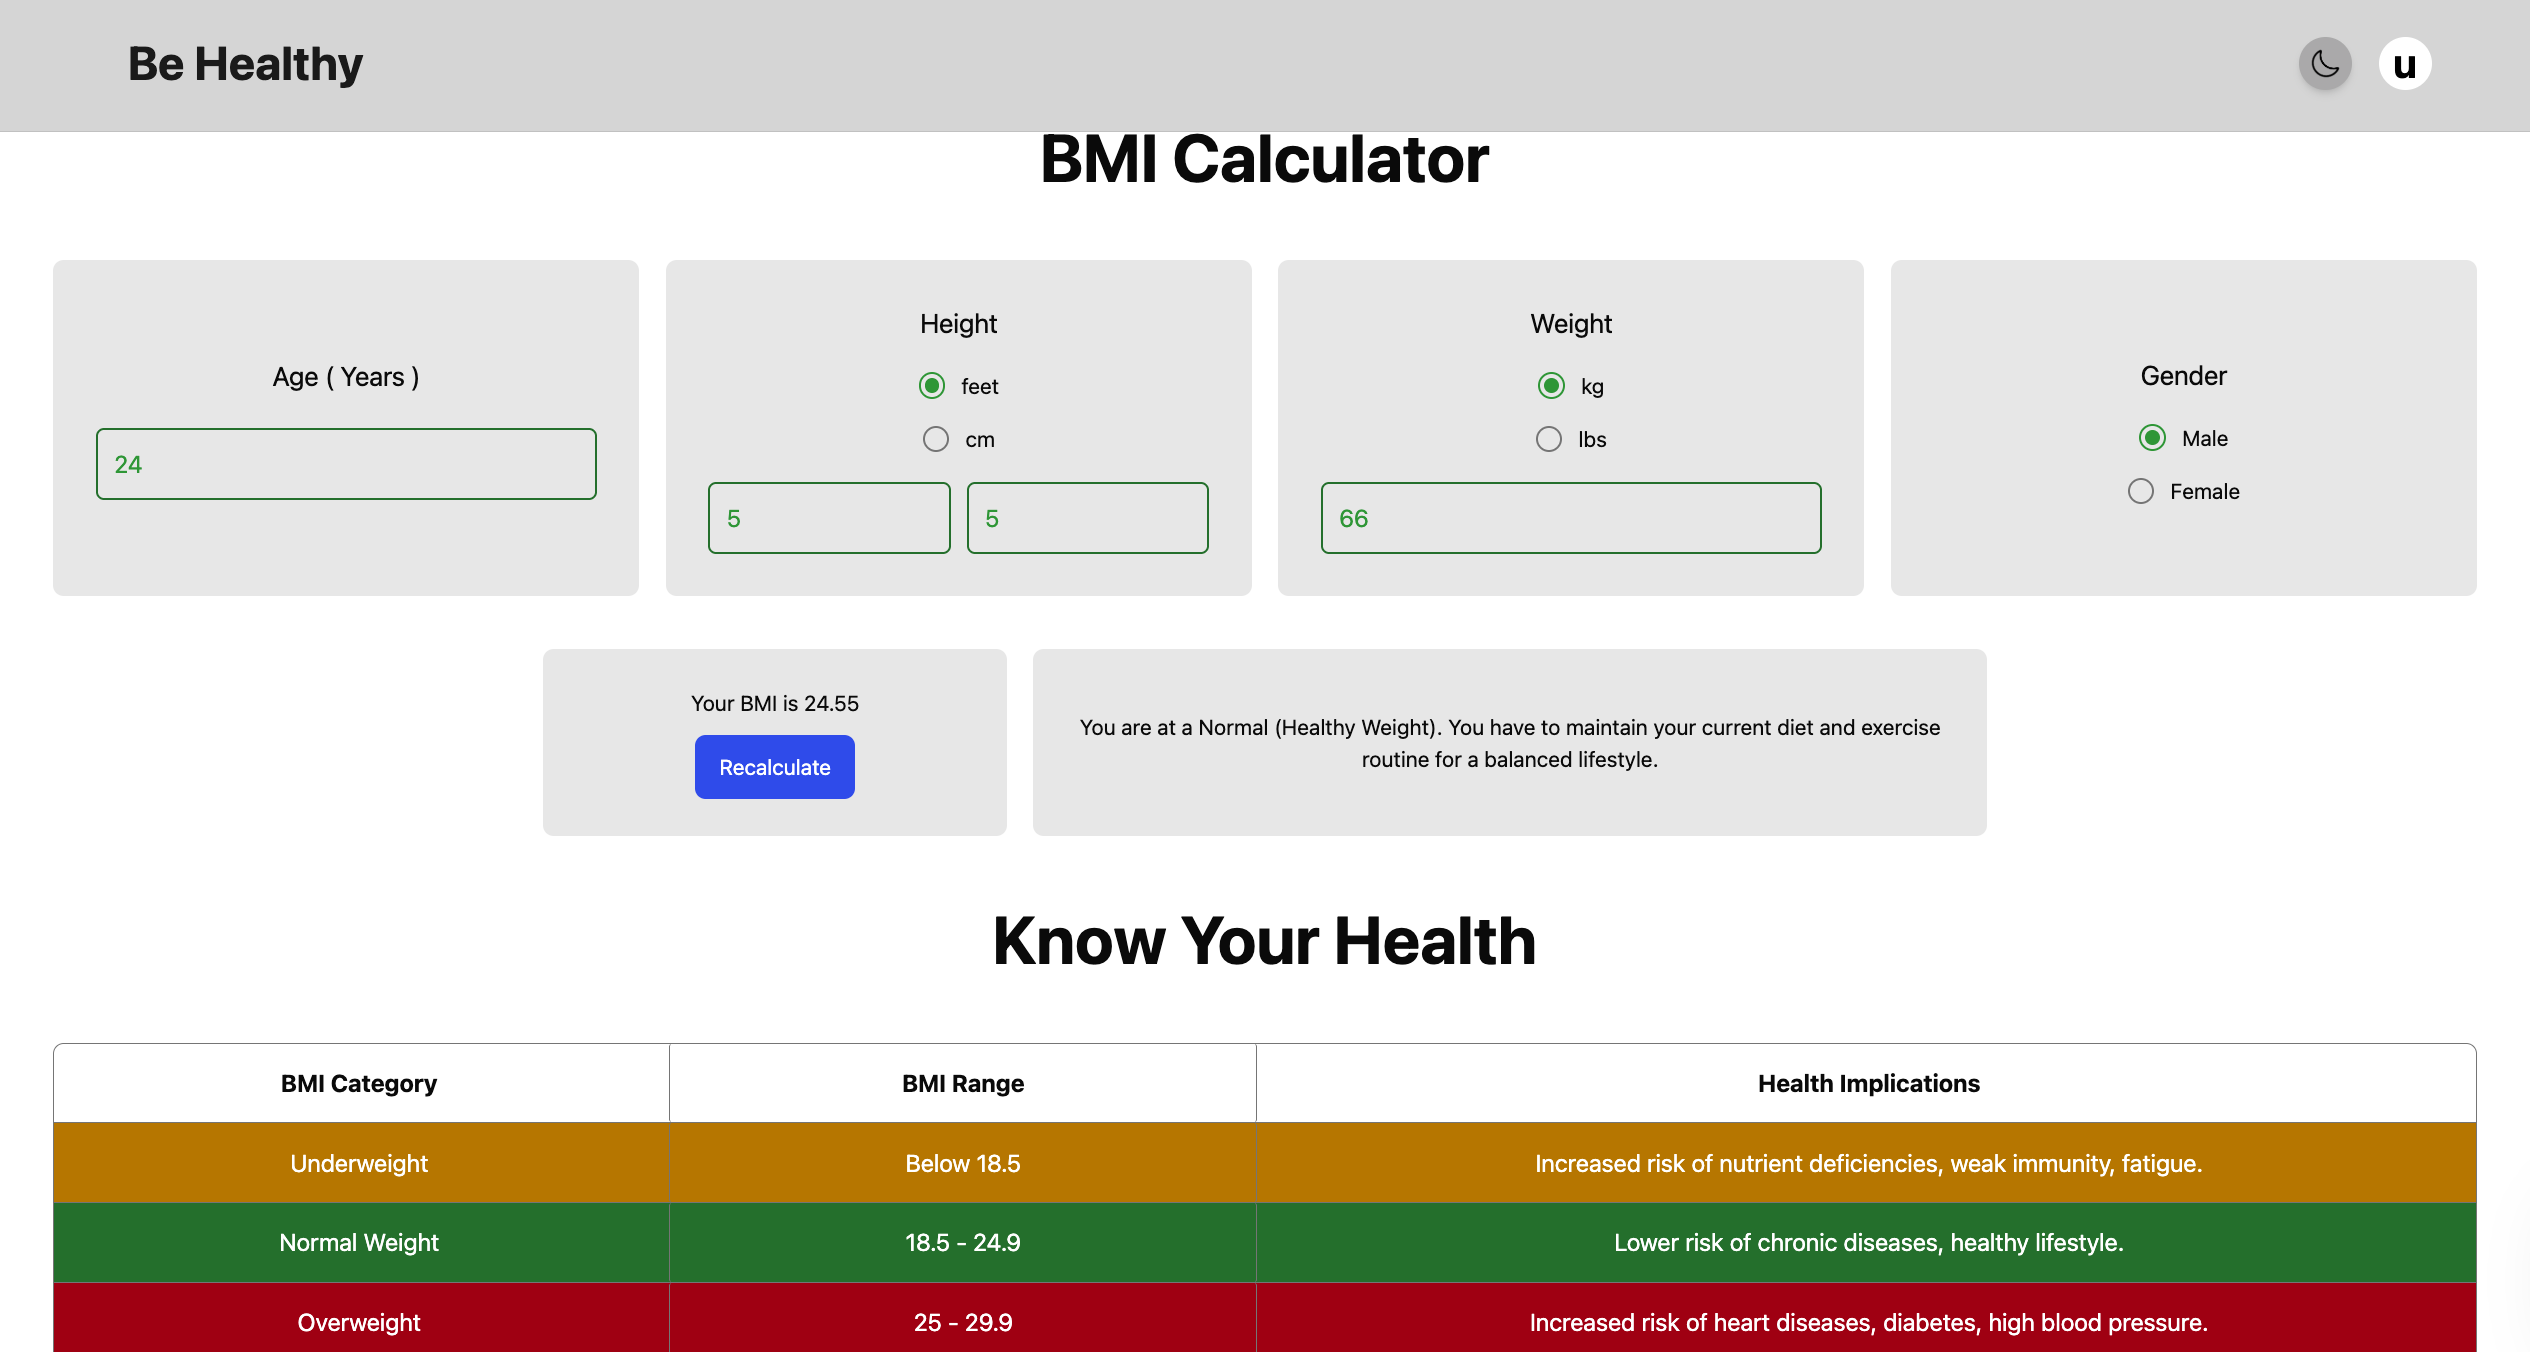 Be Healthy
u
BMI Calculator
Age ( Years )
24
Height
feet
cm
5 5
Weight
kg
lbs
66
Gender
Male
Female
Your BMI is 24.55
Recalculate
You are at a Normal (Healthy Weight). You have to maintain your current diet and exercise
routine for a balanced lifestyle.
Know Your Health
BMI Category BMI Range Health Implications
Underweight Below 18.5 Increased risk of nutrient deficiencies, weak immunity, fatigue.
Normal Weight 18.5 - 24.9 Lower risk of chronic diseases, healthy lifestyle.
Overweight 25 - 29.9 Increased risk of heart diseases, diabetes, high blood pressure.